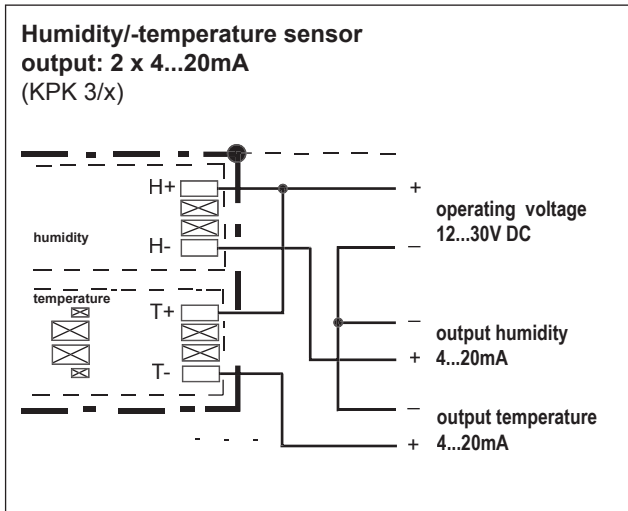 Humidity/-temperature sensor
output: 2 x 4...20mA
(KPK 3/x)
H+
+
operating voltage
12...30V DC
humidity
H-
–
temperature
T+
–
output humidity
+
4...20mA
T-
–
output temperature
+
4...20mA